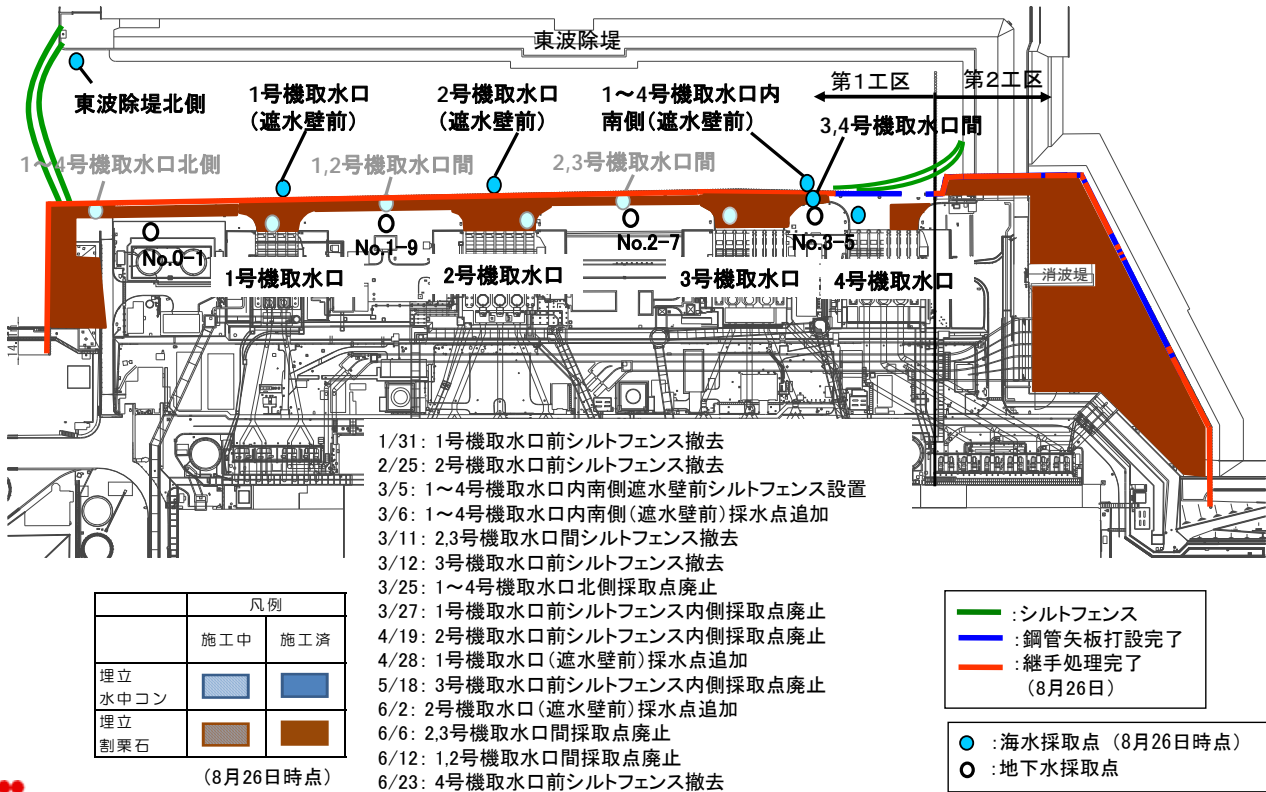 東波除堤
第1工区
第2工区
東波除堤北側
1号機取水口
(遮水壁前)
2号機取水口
(遮水壁前)
1~4号機取水口内
南側(遮水壁前)
3,4号機取水口間
1~4号機取水口北側
1,2号機取水口間
2,3号機取水口間
No.0-1
No.1-9
No.2-7
No.3-5
1号機取水口
2号機取水口
3号機取水口
4号機取水口
消波堤
1/31: 1号機取水口前シルトフェンス撤去
2/25: 2号機取水口前シルトフェンス撤去
3/5: 1~4号機取水口内南側遮水壁前シルトフェンス設置
3/6: 1~4号機取水口内南側(遮水壁前)採水点追加
3/11: 2,3号機取水口間シルトフェンス撤去
3/12: 3号機取水口前シルトフェンス撤去
3/25: 1~4号機取水口北側採取点廃止
3/27: 1号機取水口前シルトフェンス内側採取点廃止
4/19: 2号機取水口前シルトフェンス内側採取点廃止
4/28: 1号機取水口(遮水壁前)採水点追加
5/18: 3号機取水口前シルトフェンス内側採取点廃止
6/2: 2号機取水口(遮水壁前)採水点追加
6/6: 2,3号機取水口間採取点廃止
6/12: 1,2号機取水口間採取点廃止
6/23: 4号機取水口前シルトフェンス撤去
凡例
施工中 施工済
埋立
水中コン
埋立
割栗石
(8月26日時点)
:シルトフェンス
:鋼管矢板打設完了
:継手処理完了
(8月26日)
:海水採取点 (8月26日時点)
:地下水採取点